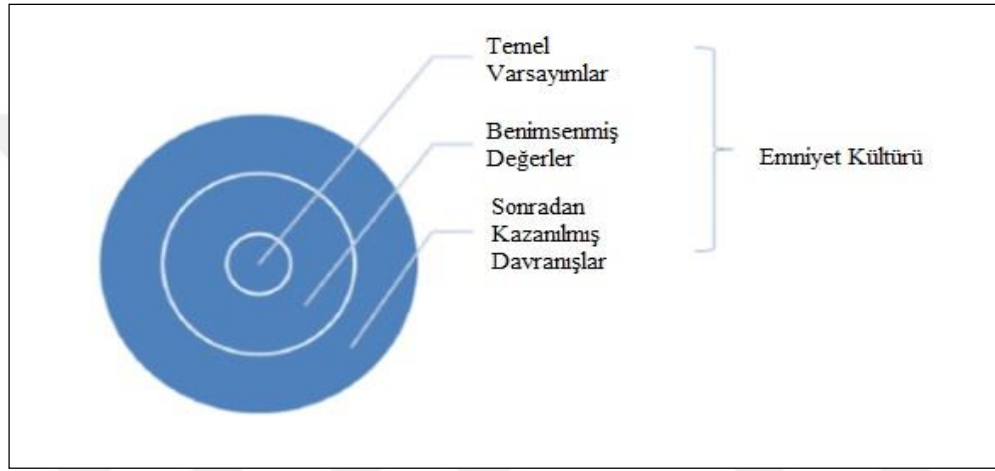 Temel
Varsayımlar
Benimsenmiş
Değerler
Emniyet Kültürü
Sonradan
Kazanılmış
Davranışlar